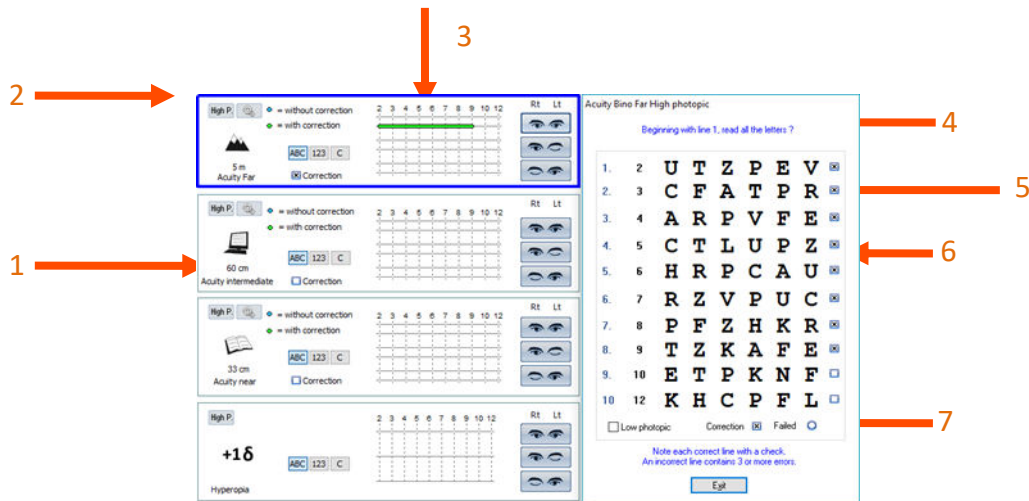 3
2
4
5
1
6
7
High P.
= without correction
= with correction
2 3 4 5 6 7 8 9 10 12
Rt Lt
ABC 123 C
5 m
Acuity Far
Correction
High P.
= without correction
= with correction
2 3 4 5 6 7 8 9 10 12
Rt Lt
ABC 123 C
60 cm
Acuity intermediate
Correction
High P.
= without correction
= with correction
2 3 4 5 6 7 8 9 10 12
Rt Lt
ABC 123 C
33 cm
Acuity near
Correction
High P.
2 3 4 5 6 7 8 9 10 12
Rt Lt
+1δ
ABC 123 C
Hyperopia
Acuity Bino Far High photopic
Beginning with line 1, read all the letters ?
1. 2 U T Z P E V
2. 3 C F A T P R
3. 4 A R P V F E
4. 5 C T L U P Z
5. 6 H R P C A U
6. 7 R Z V P U C
7. 8 P F Z H K R
8. 9 T Z K A F E
9. 10 E T P K N F
10 12 K H C P F L
Low photopic Correction Failed
Note each correct line with a check.
An incorrect line contains 3 or more errors.
Exit